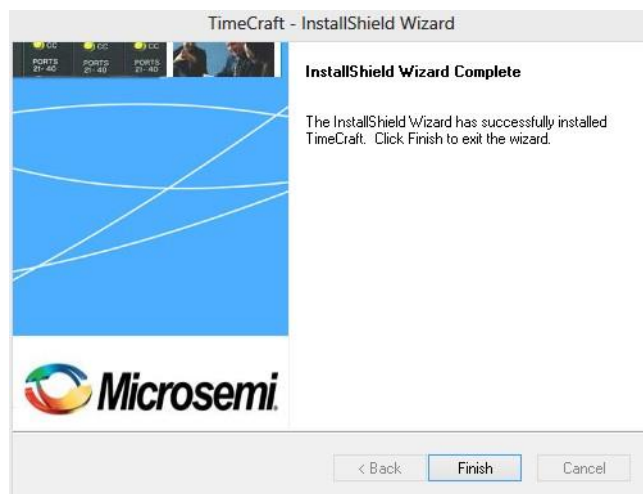 TimeCraft - InstallShield Wizard
CC CC CC
PORTS PORTS PORTS
21-40 21-40 21-40
InstallShield Wizard Complete
The InstallShield Wizard has successfully installed
TimeCraft. Click Finish to exit the wizard.
Microsemi
< Back Finish Cancel